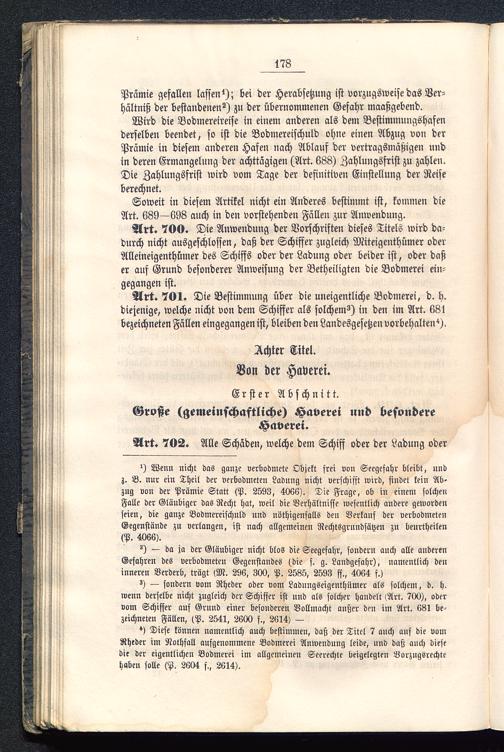 178
Prämie gefallen lassen¹); bei der Herabsetzung ist vorzugsweise das Ver-
hältniß der bestandenen²) zu der übernommenen Gefahr maaßgebend.
Wird die Bodmereireise in einem anderen als dem Bestimmungshafen
derselben beendet, so ist die Bodmereischuld ohne einen Abzug von der
Prämie in diesem anderen Hafen nach Ablauf der vertragsmäßigen und
in deren Ermangelung der achttägigen (Art. 688) Zahlungsfrist zu zahlen.
Die Zahlungsfrist wird vom Tage der definitiven Einstellung der Reise
berechnet.
Soweit in diesem Artikel nicht ein Anderes bestimmt ist, kommen die
Art. 689—698 auch in den vorstehenden Fällen zur Anwendung.
Art. 700. Die Anwendung der Vorschriften dieses Titels wird da-
durch nicht ausgeschlossen, daß der Schiffer zugleich Miteigenthümer oder
Alleineigenthümer des Schiffs oder der Ladung oder beider ist, oder daß
er auf Grund besonderer Anweisung der Betheiligten die Bodmerei ein-
gegangen ist.
Art. 701. Die Bestimmung über die uneigentliche Bodmerei, d. h.
diejenige, welche nicht von dem Schiffer als solchem³) in den im Art. 681
bezeichneten Fällen eingegangen ist, bleiben den Landesgesetzen vorbehalten⁴).
Achter Titel.
Von der Haverei.
Erster Abschnitt.
Große (gemeinschaftliche) Haverei und besondere
Haverei.
Art. 702. Alle Schäden, welche dem Schiff oder der Ladung oder
¹) Wenn nicht das ganze verbodmete Objekt frei von Seegefahr bleibt, und
z. B. nur ein Theil der verbodmeten Ladung nicht verschifft wird, findet kein Ab-
zug von der Prämie Statt (P. 2593, 4066). Die Frage, ob in einem solchen
Falle der Gläubiger das Recht hat, weil die Verhältnisse wesentlich andere geworden
seien, die ganze Bodmereischuld und nöthigenfalls den Verkauf der verbodmeten
Gegenstände zu verlangen, ist nach allgemeinen Rechtsgrundsätzen zu beurtheilen
(P. 4066).
²) — da ja der Gläubiger nicht blos die Seegefahr, sondern auch alle anderen
Gefahren des verbodmeten Gegenstandes (die s. g. Landgefahr), namentlich den
inneren Verderb, trägt (M. 296, 300, P. 2585, 2593 ff., 4064 f.)
³) — sondern vom Rheder oder vom Ladungseigenthümer als solchem, d. h.
wenn derselbe nicht zugleich der Schiffer ist und als solcher handelt (Art. 700), oder
vom Schiffer auf Grund einer besonderen Vollmacht außer den im Art. 681 be-
zeichneten Fällen, (P. 2541, 2600 f., 2614) —
⁴) Diese können namentlich auch bestimmen, daß der Titel 7 auch auf die vom
Rheder im Nothfall aufgenommene Bodmerei Anwendung leide, und daß auch diese
die der eigentlichen Bodmerei im allgemeinen Seerechte beigelegten Vorzugsrechte
haben solle (P. 2604 f., 2614).